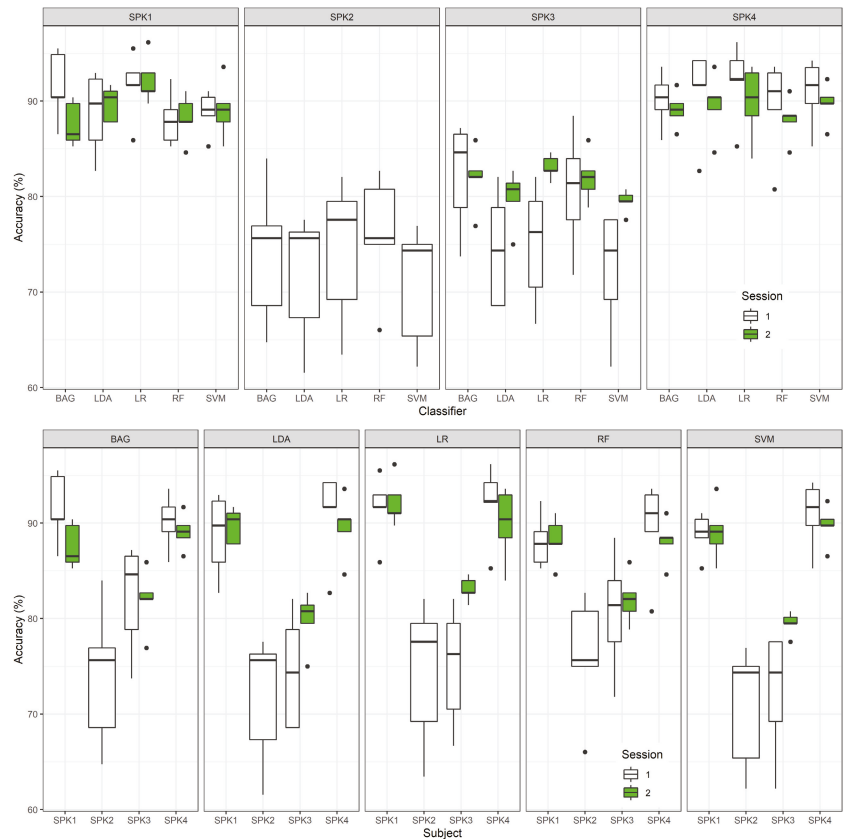 SPK1 SPK2 SPK3 SPK4
Accuracy (%)
90
80
70
60
Session
1
2
BAG LDA LR RF SVM BAG LDA LR RF SVM BAG LDA LR RF SVM BAG LDA LR RF SVM
Classifier
BAG LDA LR RF SVM
Accuracy (%)
90
80
70
60
Session
1
2
SPK1 SPK2 SPK3 SPK4 SPK1 SPK2 SPK3 SPK4 SPK1 SPK2 SPK3 SPK4 SPK1 SPK2 SPK3 SPK4 SPK1 SPK2 SPK3 SPK4
Subject